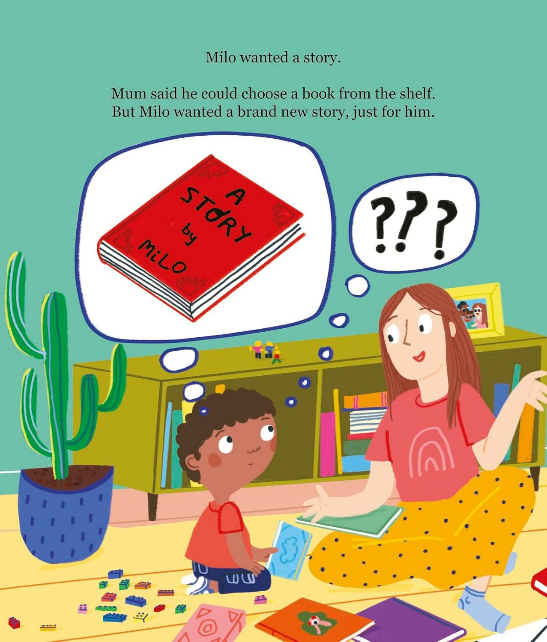 Milo wanted a story.
Mum said he could choose a book from the shelf.
But Milo wanted a brand new story, just for him.
A
STORY
by
MiLO
???